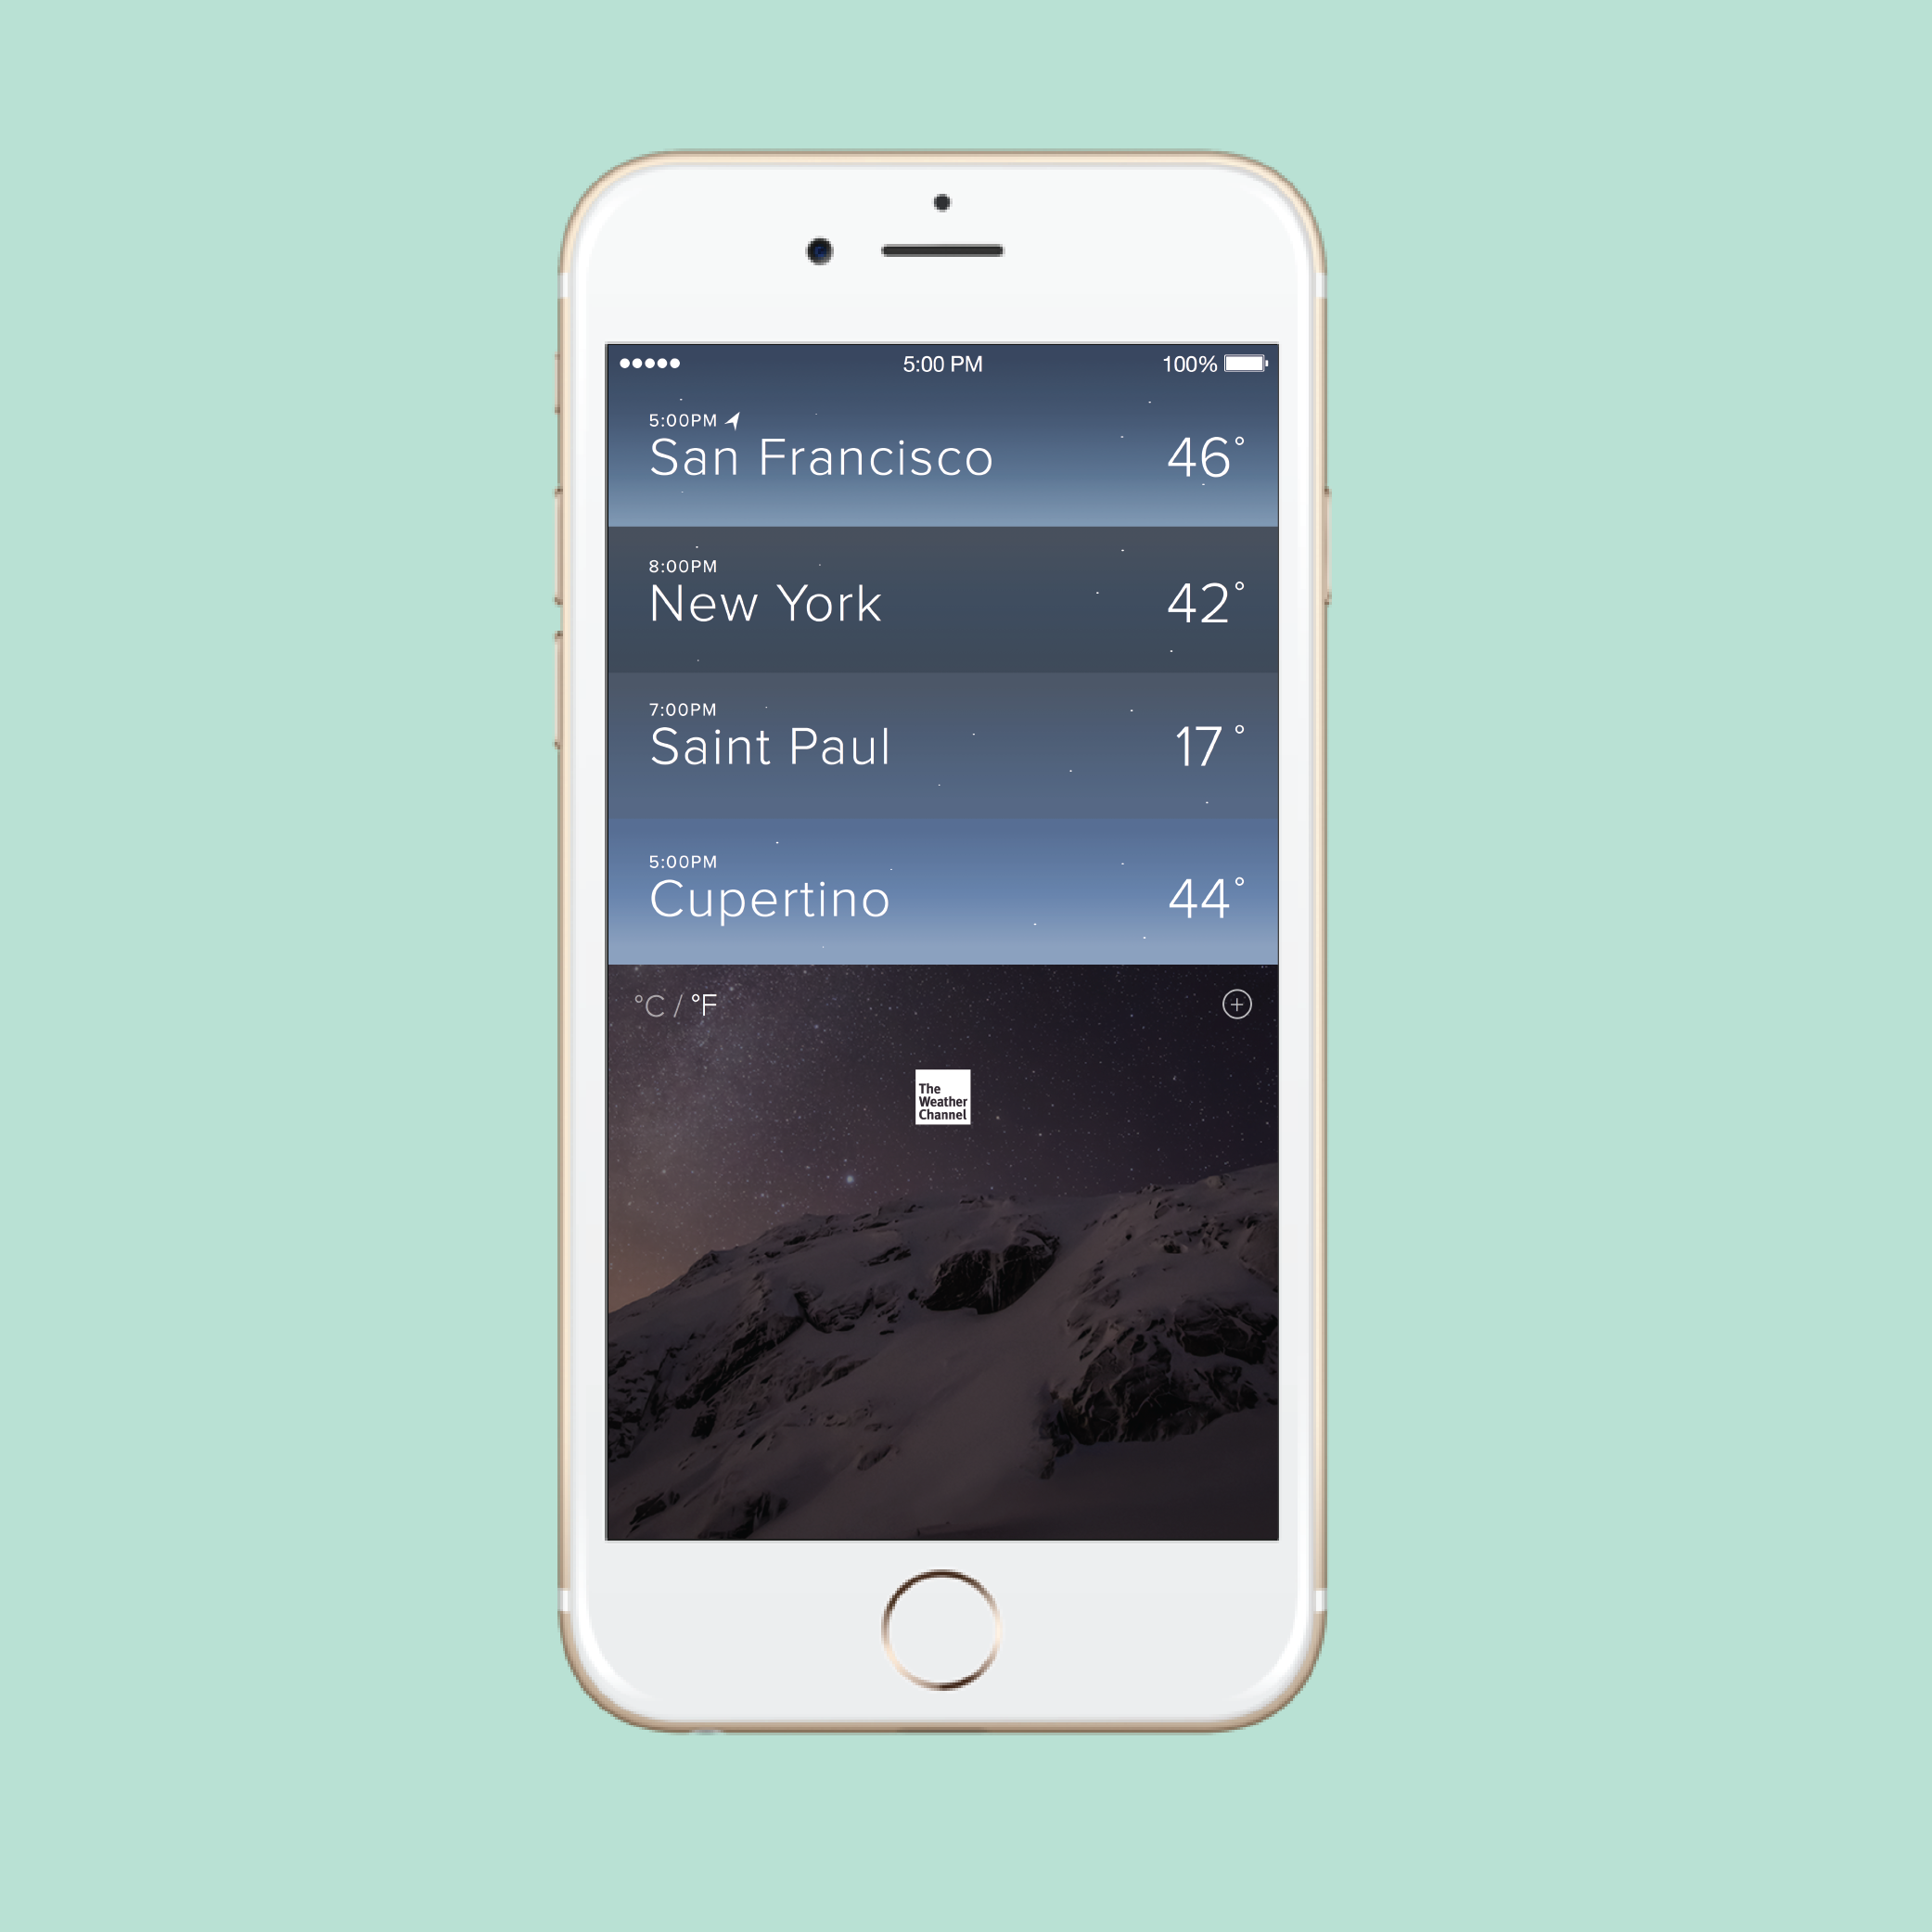 5:00 PM 100%
5:00PM
San Francisco 46°
8:00PM
New York 42°
7:00PM
Saint Paul 17°
5:00PM
Cupertino 44°
°C / °F
The
Weather
Channel